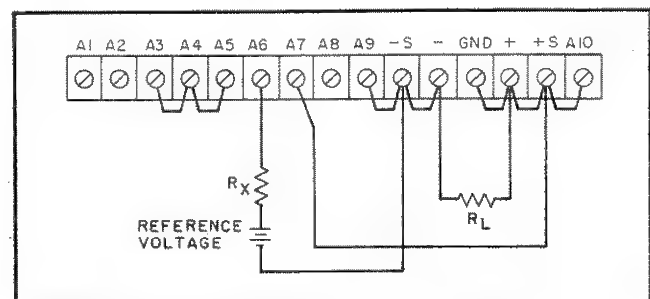 A1 A2 A3 A4 A5 A6 A7 A8 A9 -S - GND + +S A10
RX
REFERENCE
VOLTAGE
RL